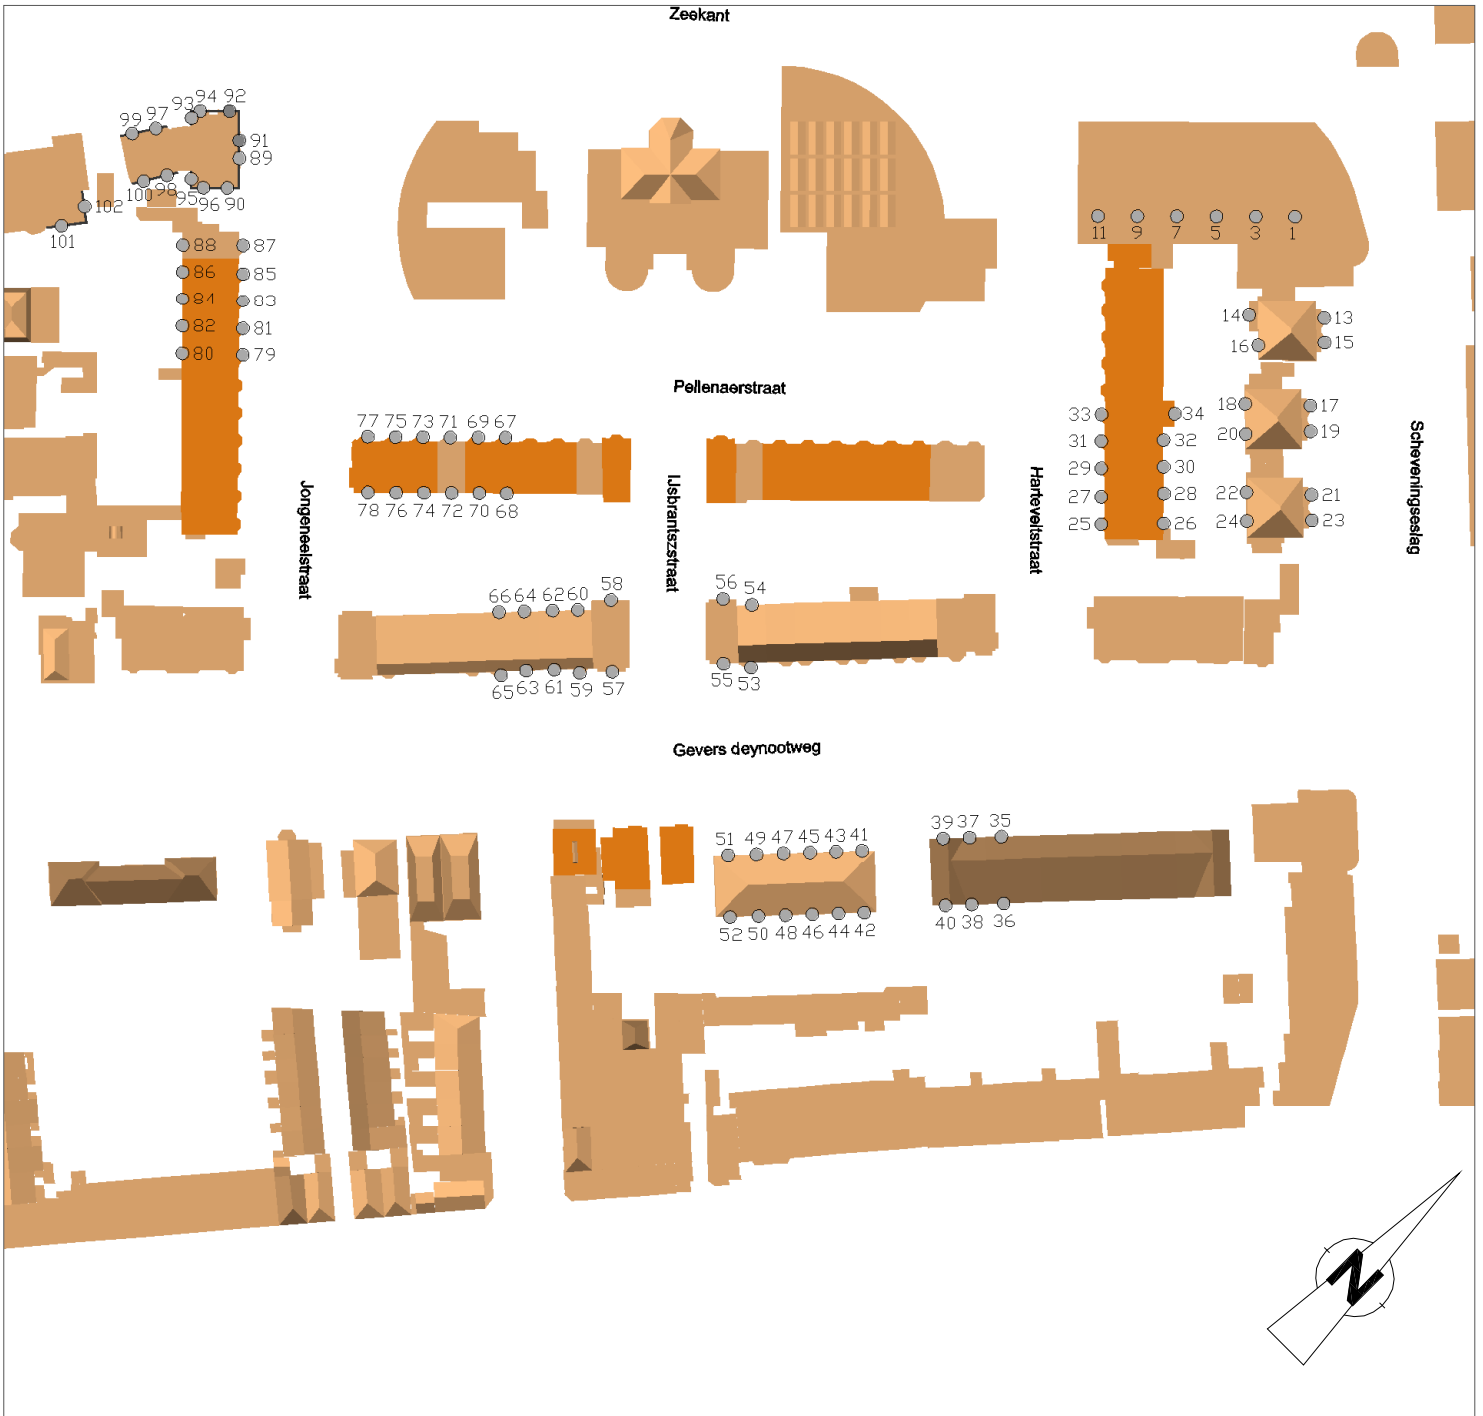 Zeekant
93 94 92
99 97
91
89
100 98 95 96 90
102
101
88 87
86 85
84 83
82 81
80 79
11 9 7 5 3 1
14 13
16 15
18 17
20 19
22 21
24 23
Pellenaerstraat
77 75 73 71 69 67
78 76 74 72 70 68
33 34
31 32
29 30
27 28
25 26
Jongeneelstraat
IJsbrantszstraat
Harteveltstraat
Scheveningseslag
66 64 62 60 58
65 63 61 59 57
56 54
55 53
Gevers deynootweg
51 49 47 45 43 41
52 50 48 46 44 42
39 37 35
40 38 36
N